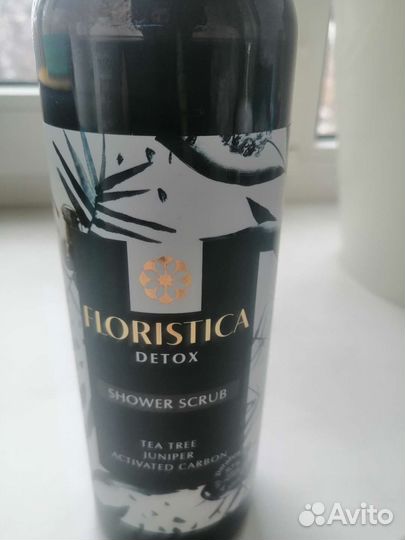 FLORISTICA
DETOX
SHOWER SCRUB
TEA TREE
JUNIPER
ACTIVATED CARBON
Avito